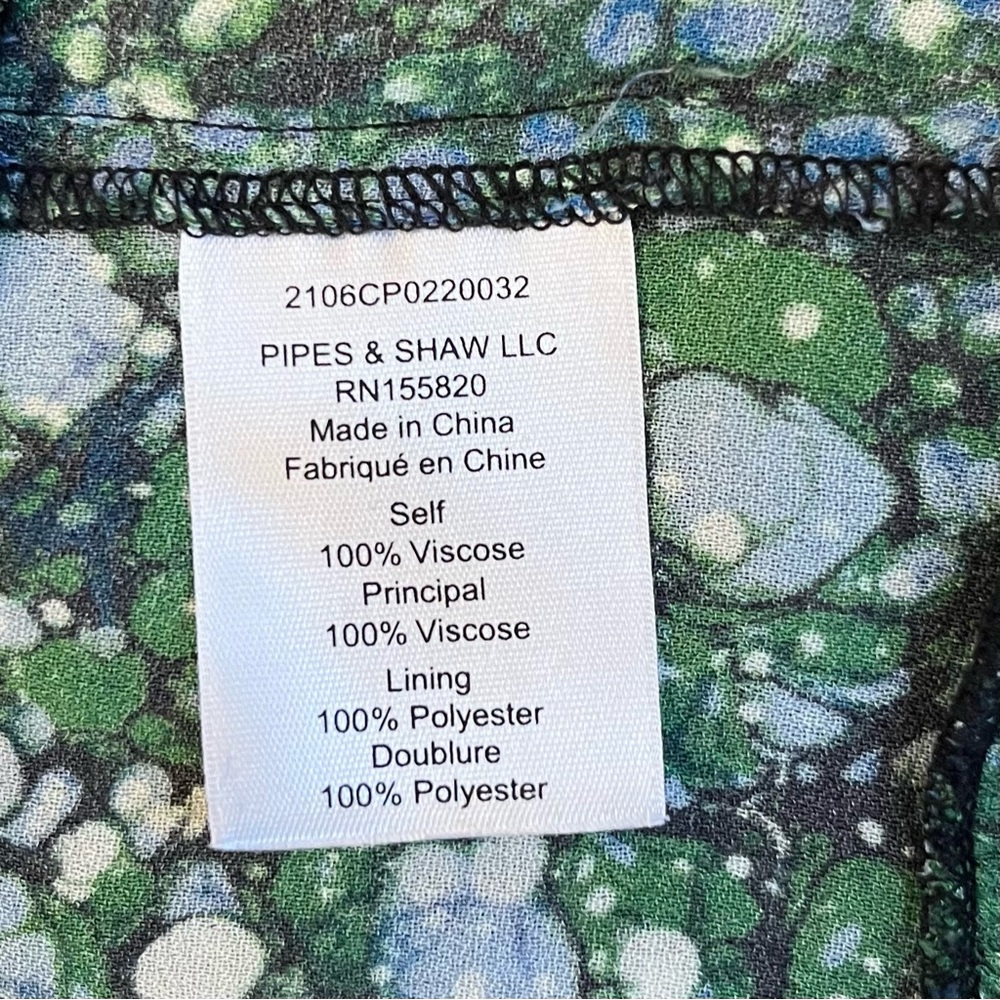 2106CP0220032
PIPES & SHAW LLC
RN155820
Made in China
Fabriqué en Chine
Self
100% Viscose
Principal
100% Viscose
Lining
100% Polyester
Doublure
100% Polyester